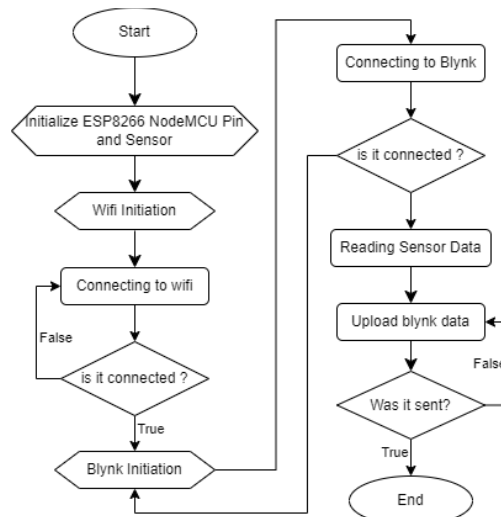 Start
Initialize ESP8266 NodeMCU Pin
and Sensor
Wifi Initiation
Connecting to wifi
False
is it connected ?
True
Blynk Initiation
Connecting to Blynk
is it connected ?
Reading Sensor Data
Upload blynk data
False
Was it sent?
True
End